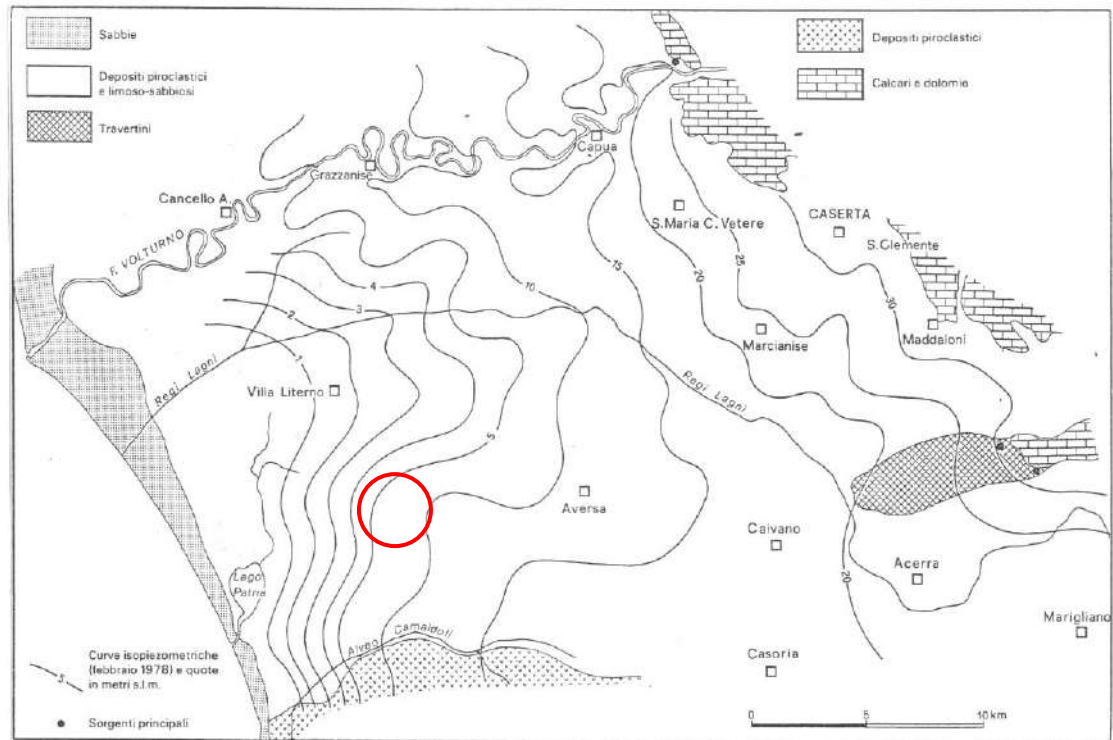 Sabbie
Depositi piroclastici
e limoso-sabbiosi
Travertini
Depositi piroclastici
Calcari e dolomie
Capua
Grazzanise
Cancello A.
F. VOLTURNO
S. Maria C. Vetere
CASERTA
S. Clemente
Maddaloni
Marcianise
Regi Lagni
Villa Literno
Regi Lagni
Aversa
Caivano
Acerra
Marigliano
Casoria
Lago
Patria
Alveo Camaldoli
1
2
3
4
5
10
15
20
25
30
20
Curve isopiezometriche
(febbraio 1978) e quote
in metri s.l.m.
5
Sorgenti principali
0 5 10 km